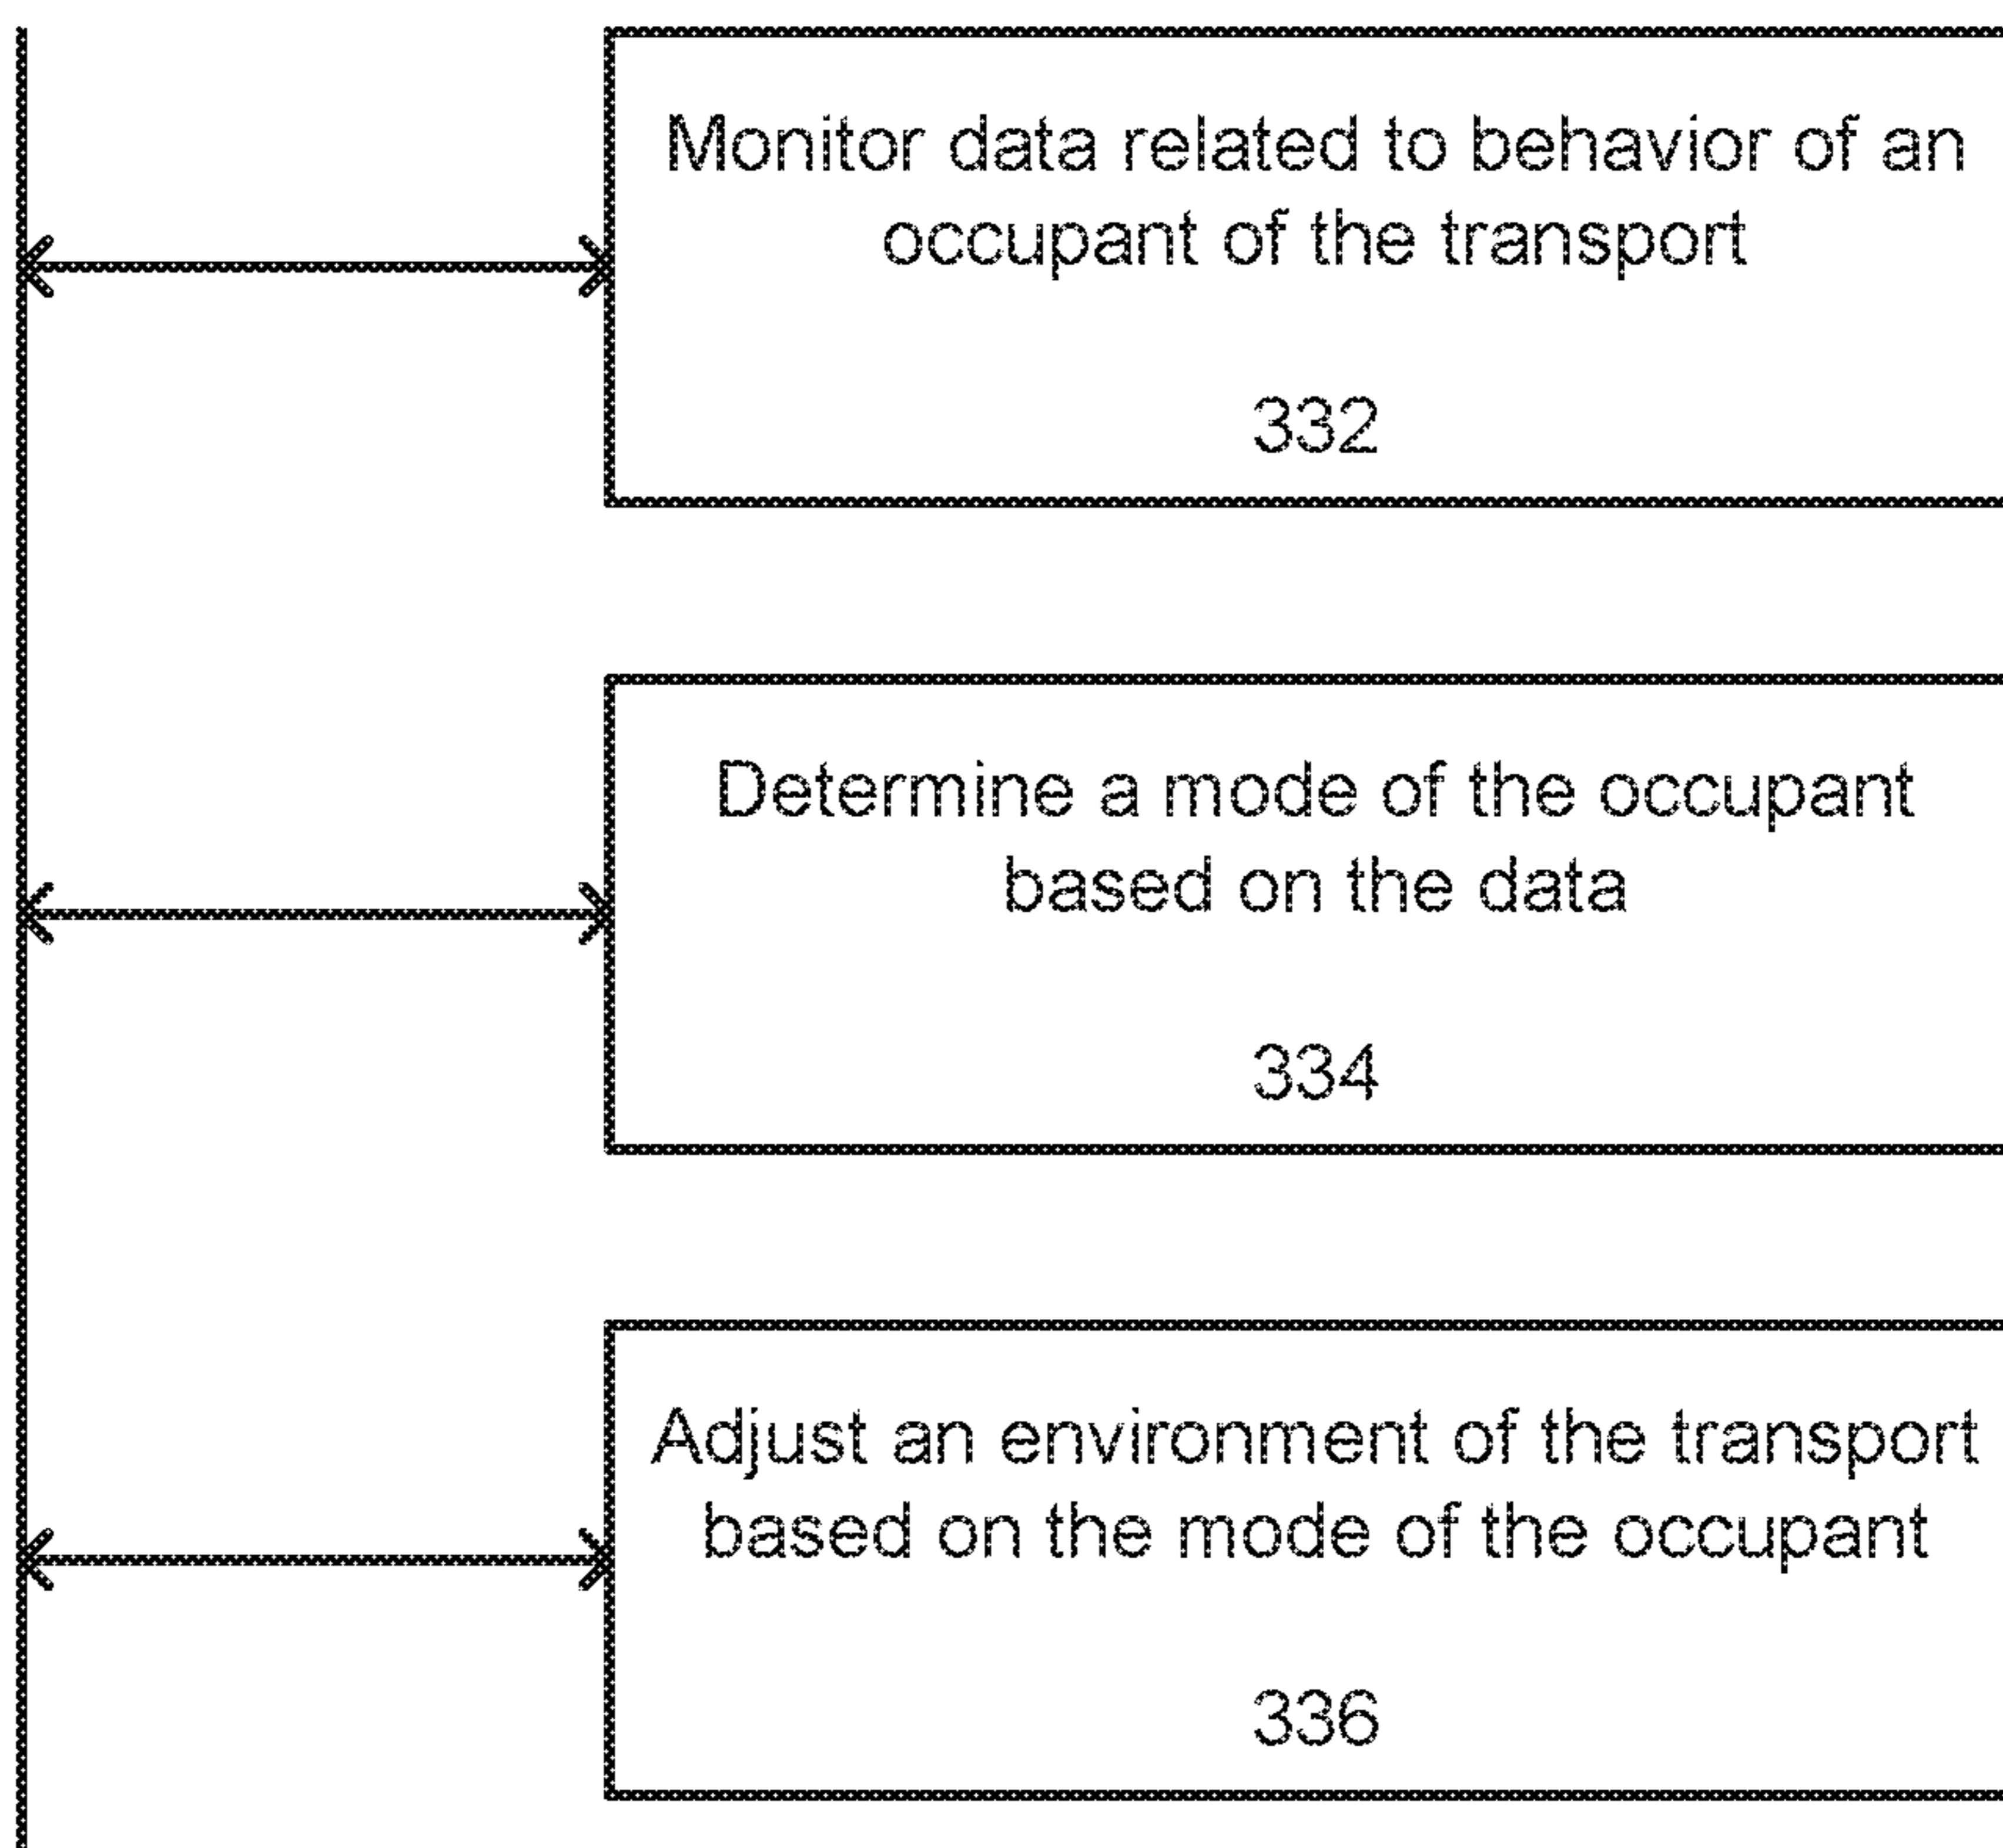 Monitor data related to behavior of an
occupant of the transport
332
Determine a mode of the occupant
based on the data
334
Adjust an environment of the transport
based on the mode of the occupant
336